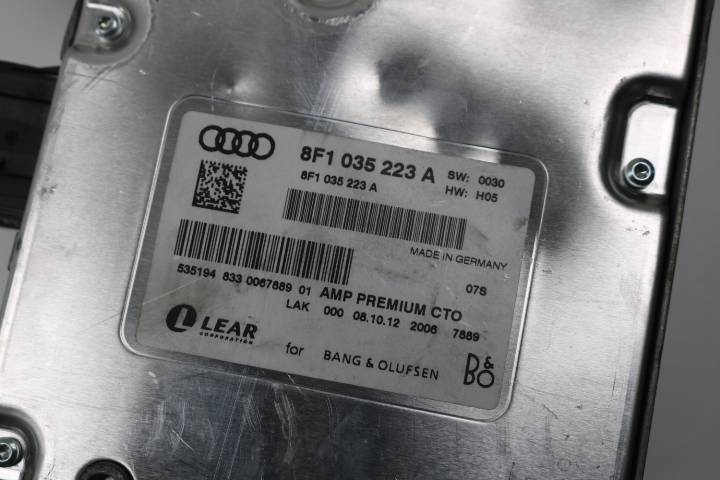 8F1 035 223 A SW: 0030
8F1 035 223 A HW: H05
MADE IN GERMANY
535194 833 0067889 01 AMP PREMIUM CTO 07S
LAK 000 08.10.12 2006 7889
LEAR
CORPORATION
for BANG & OLUFSEN B&O